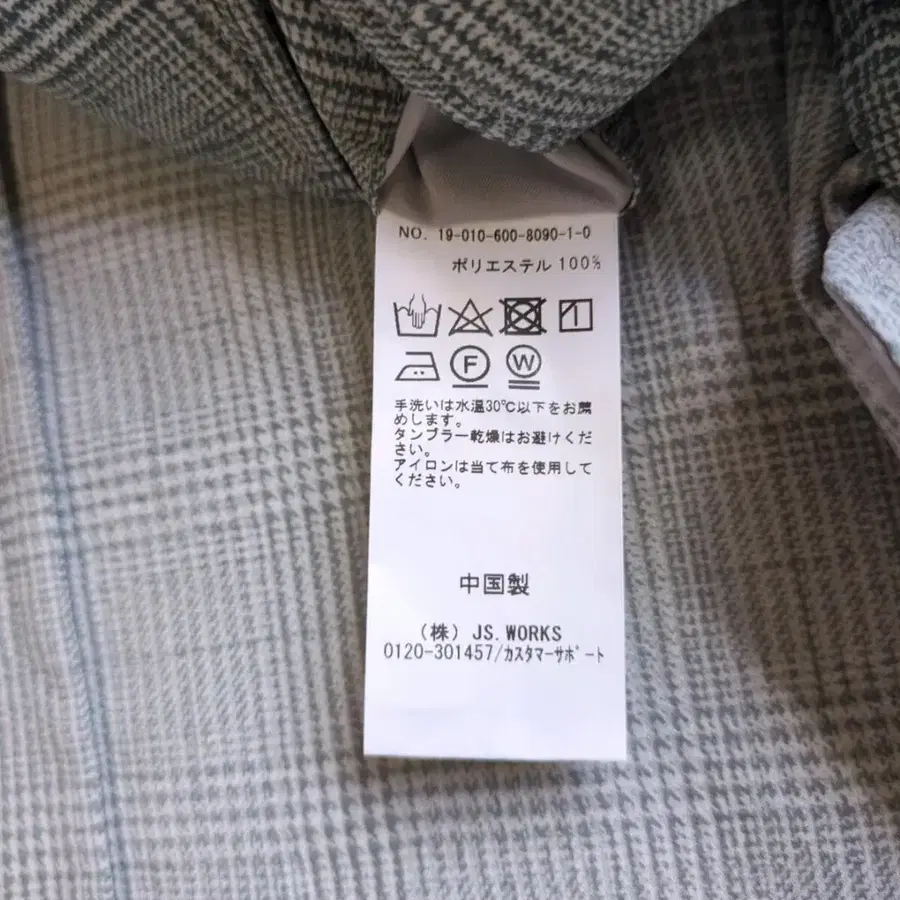 NO. 19-010-600-8090-1-0
ポリエステル 100%
F W
手洗いは水温30℃以下をお薦
めします。
タンブラー乾燥はお避けくだ
さい。
アイロンは当て布を使用して
ください。
中国製
(株) JS.WORKS
0120-301457/カスタマーサポート